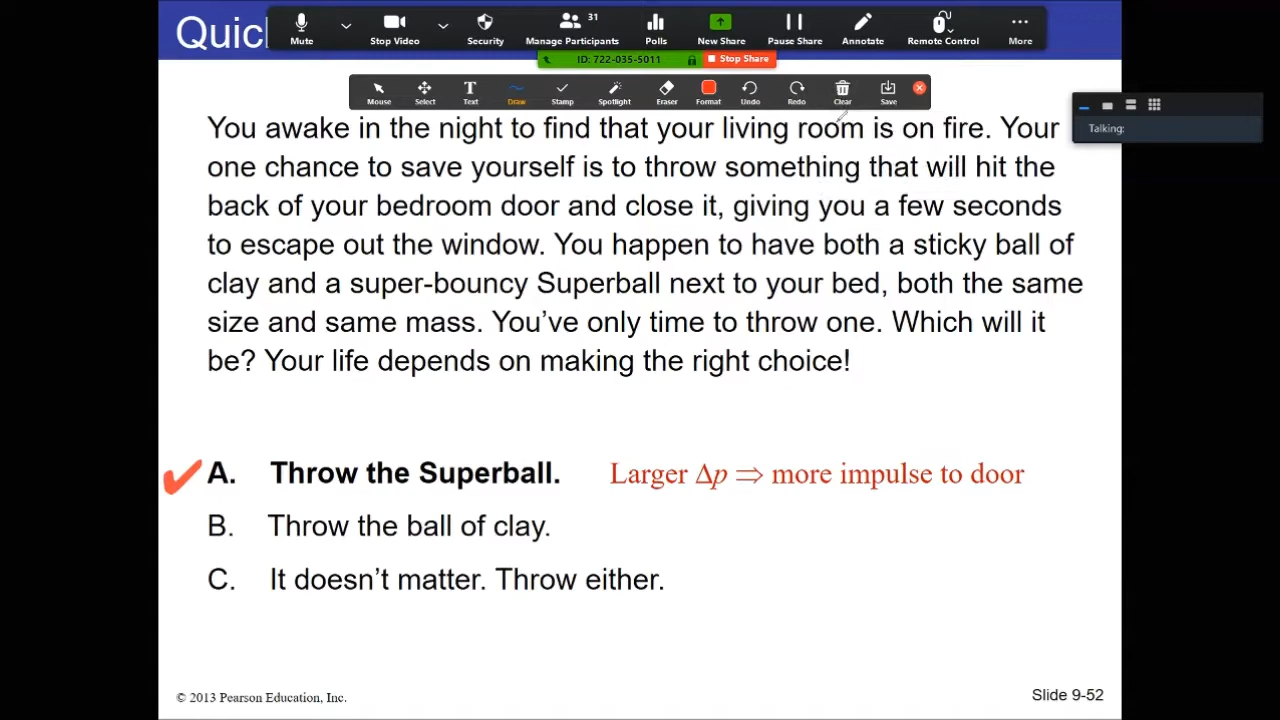 Quic
Mute
Stop Video
Security
31
Manage Participants
Polls
New Share
Pause Share
Annotate
Remote Control
More
ID: 722-035-5011
Stop Share
Mouse
Select
Text
Draw
Stamp
Spotlight
Eraser
Format
Undo
Redo
Clear
Save
Talking:
You awake in the night to find that your living room is on fire. Your
one chance to save yourself is to throw something that will hit the
back of your bedroom door and close it, giving you a few seconds
to escape out the window. You happen to have both a sticky ball of
clay and a super-bouncy Superball next to your bed, both the same
size and same mass. You’ve only time to throw one. Which will it
be? Your life depends on making the right choice!
A. Throw the Superball. Larger Δp ⇒ more impulse to door
B. Throw the ball of clay.
C. It doesn’t matter. Throw either.
© 2013 Pearson Education, Inc.
Slide 9-52